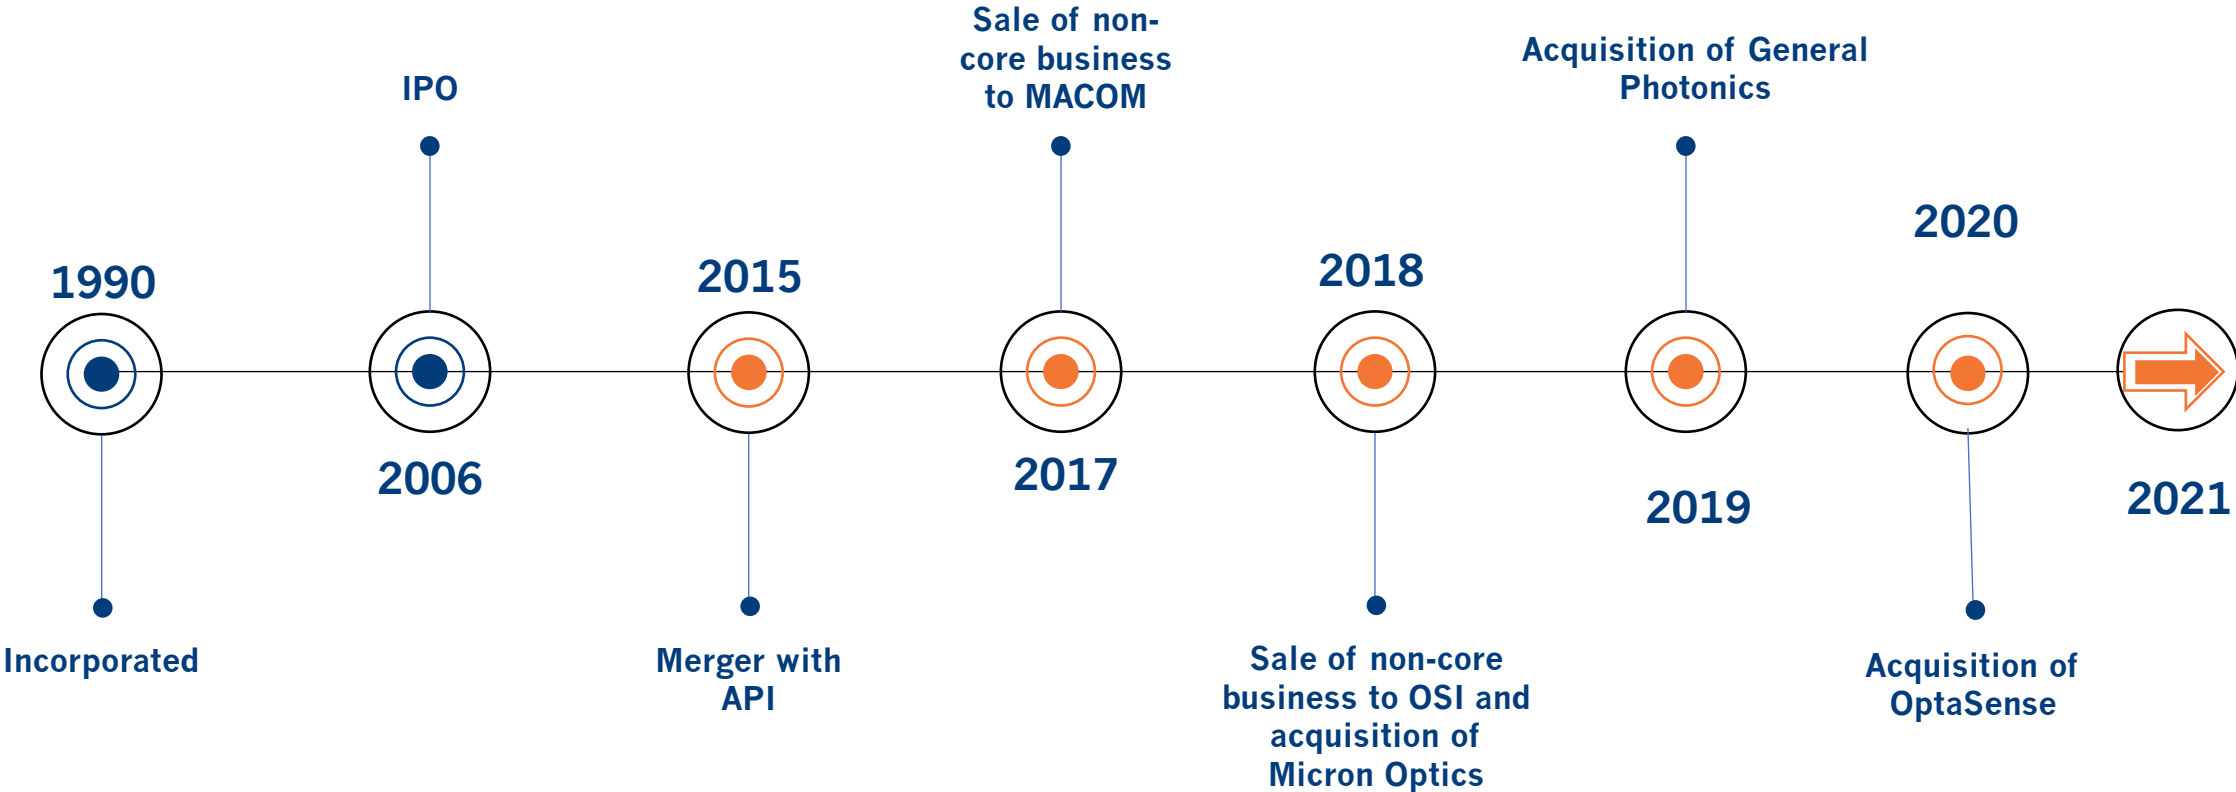 1990
Incorporated
IPO
2006
2015
Merger with
API
Sale of non-
core business
to MACOM
2017
2018
Sale of non-core
business to OSI and
acquisition of
Micron Optics
Acquisition of General
Photonics
2019
2020
Acquisition of
OptaSense
2021